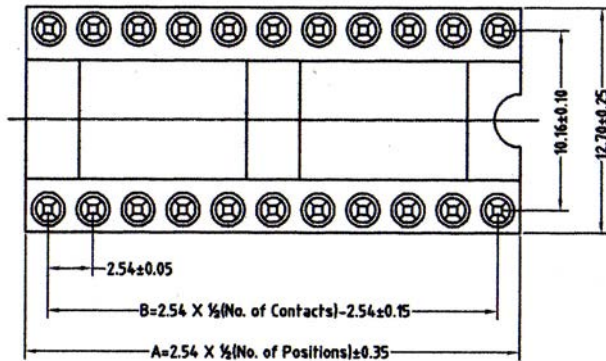 10.16±0.10
12.70±0.25
2.54±0.05
B=2.54 X ½(No. of Contacts)-2.54±0.15
A=2.54 X ½(No. of Positions)±0.35